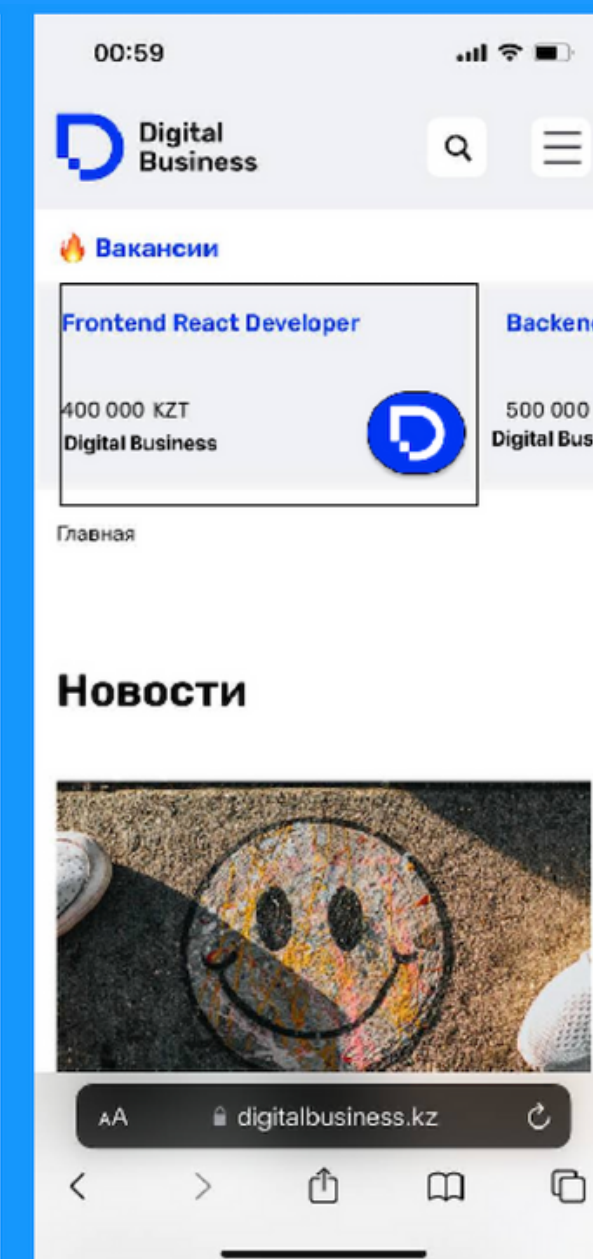 00:59
Digital
Business
Вакансии
Frontend React Developer
400 000 KZT
Digital Business
500 000
Главная
Новости
AA
digitalbusiness.kz